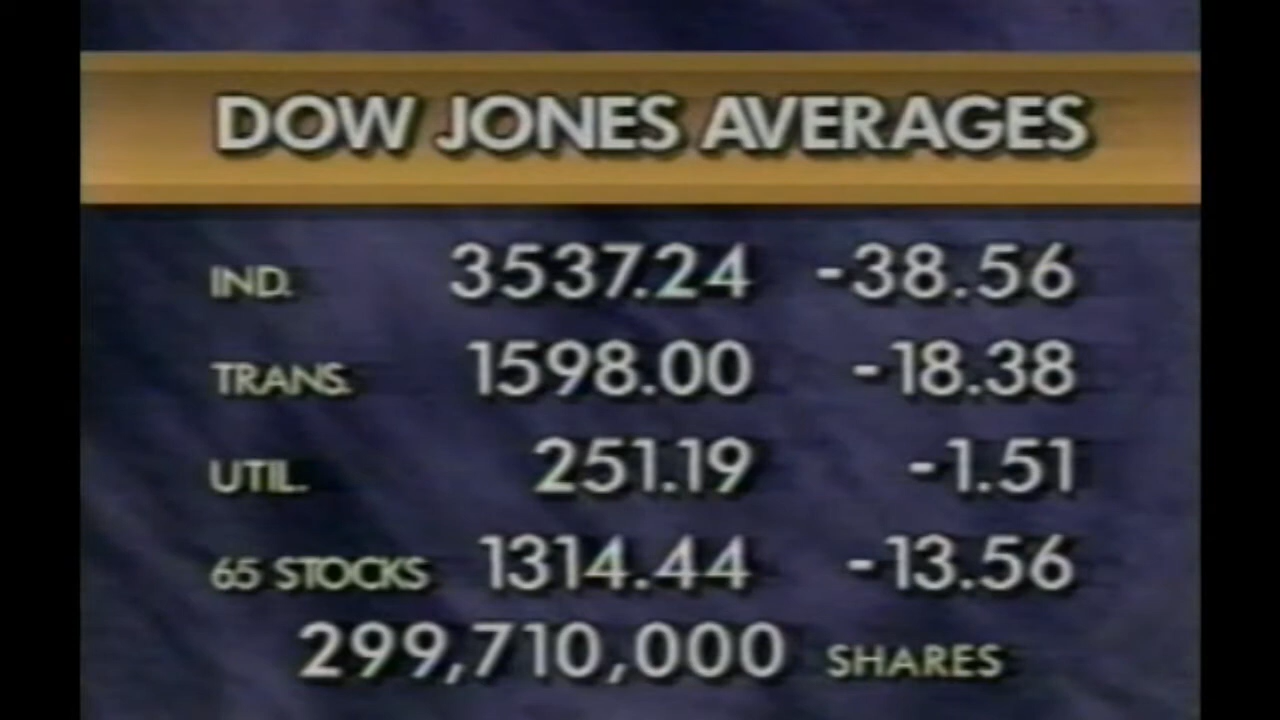 DOW JONES AVERAGES
IND. 3537.24 -38.56
TRANS. 1598.00 -18.38
UTIL. 251.19 -1.51
65 STOCKS 1314.44 -13.56
299,710,000 SHARES